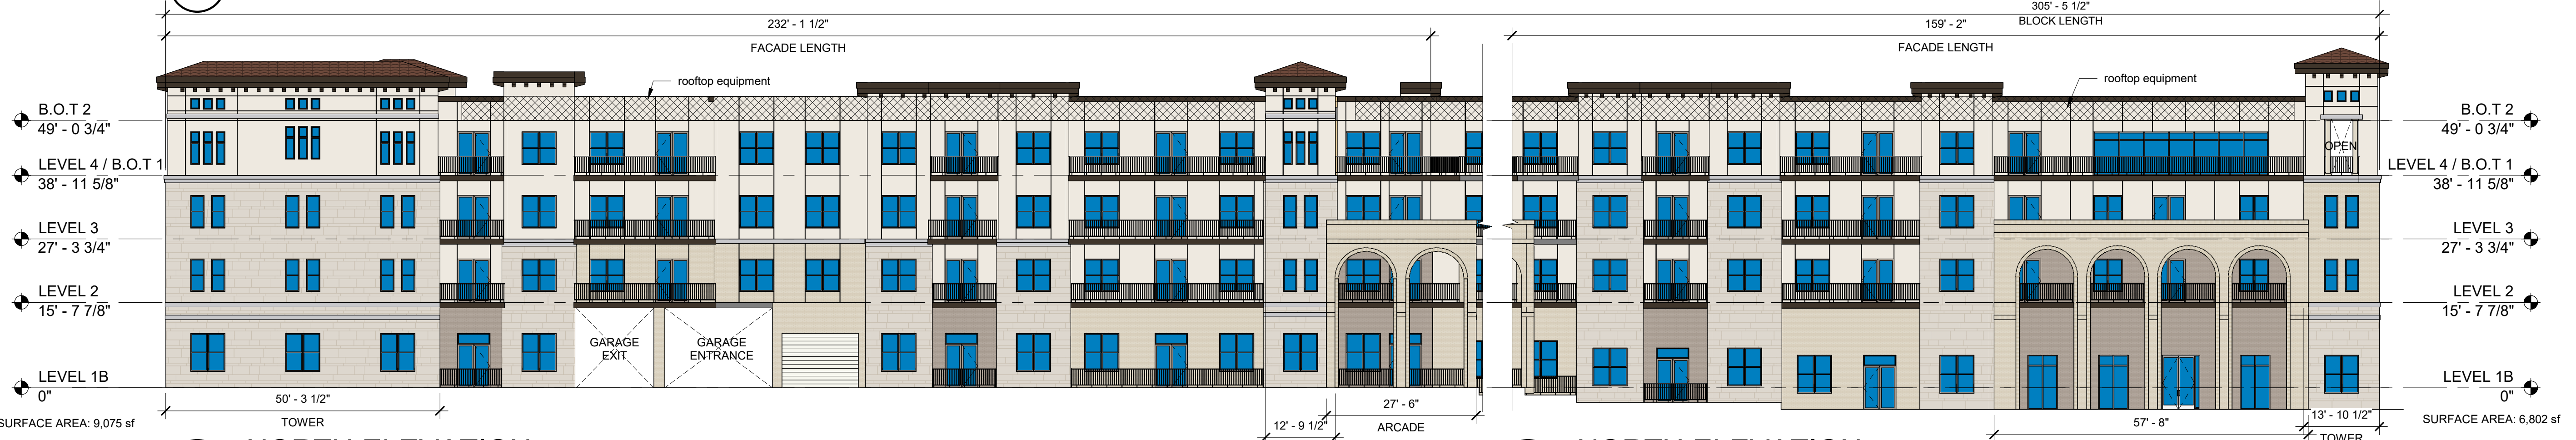 305' - 5 1/2"
232' - 1 1/2"
159' - 2"
BLOCK LENGTH
FACADE LENGTH
FACADE LENGTH
rooftop equipment
rooftop equipment
B.O.T 2
49' - 0 3/4"
LEVEL 4 / B.O.T 1
38' - 11 5/8"
LEVEL 3
27' - 3 3/4"
LEVEL 2
15' - 7 7/8"
LEVEL 1B
0"
GARAGE
EXIT
GARAGE
ENTRANCE
OPEN
B.O.T 2
49' - 0 3/4"
LEVEL 4 / B.O.T 1
38' - 11 5/8"
LEVEL 3
27' - 3 3/4"
LEVEL 2
15' - 7 7/8"
LEVEL 1B
0"
50' - 3 1/2"
TOWER
27' - 6"
ARCADE
12' - 9 1/2"
57' - 8"
13' - 10 1/2"
TOWER
SURFACE AREA: 9,075 sf
SURFACE AREA: 6,802 sf
NORTH ELEVATION
NORTH ELEVATION